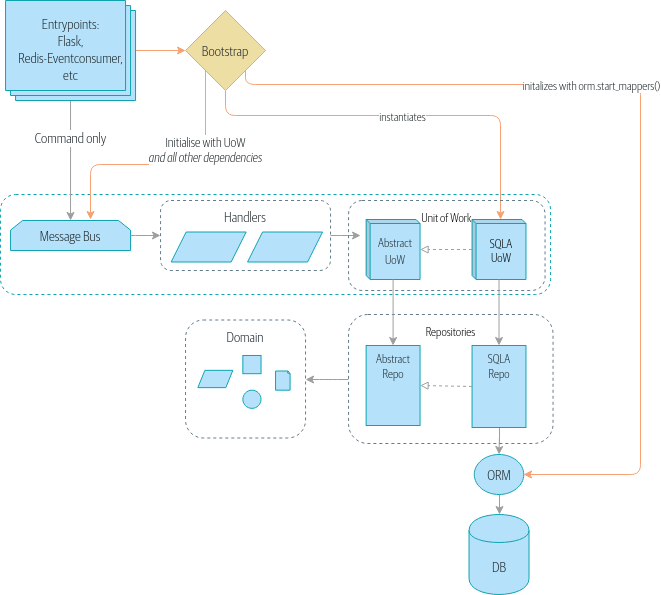 Entrypoints:
Flask,
Redis-Eventconsumer,
etc
Bootstrap
initalizes with orm.start_mappers()
instantiates
Command only
Initialise with UoW
and all other dependencies
Message Bus
Handlers
Unit of Work
Abstract
UoW
SQLA
UoW
Domain
Repositories
Abstract
Repo
SQLA
Repo
ORM
DB